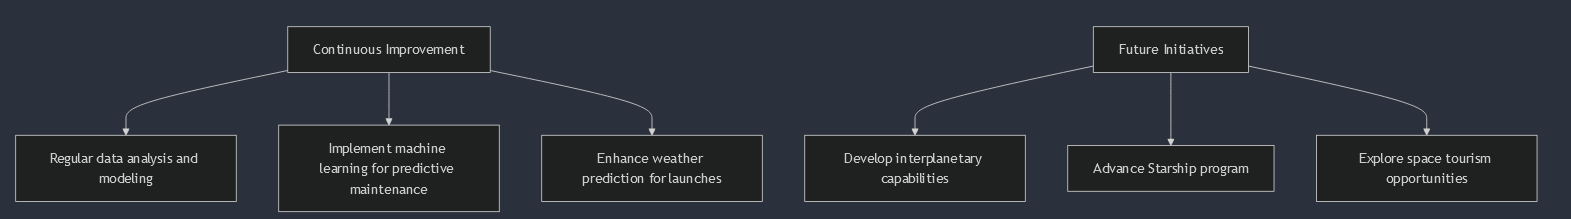 Continuous Improvement
Future Initiatives
Regular data analysis and
modeling
Implement machine
learning for predictive
maintenance
Enhance weather
prediction for launches
Develop interplanetary
capabilities
Advance Starship program
Explore space tourism
opportunities